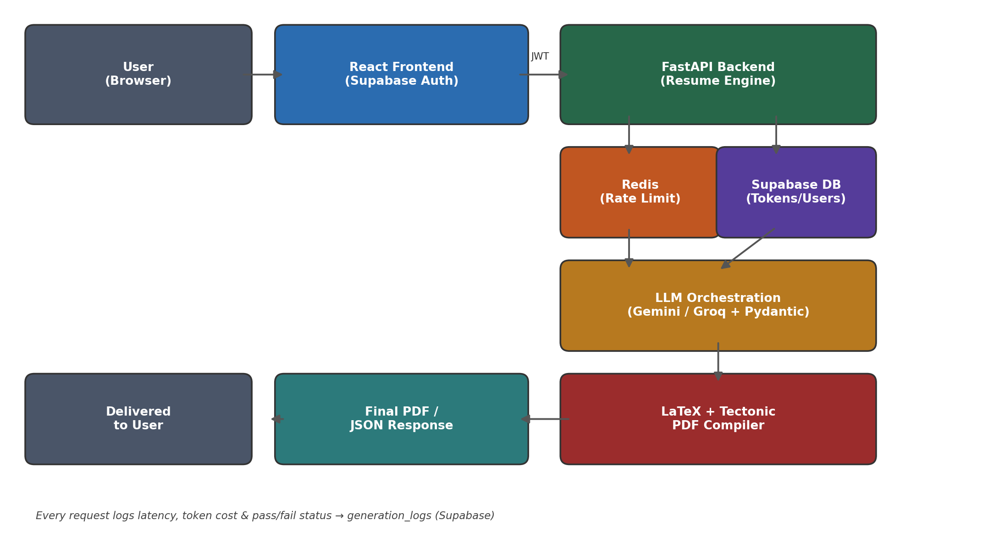 User
(Browser)
React Frontend
(Supabase Auth)
JWT
FastAPI Backend
(Resume Engine)
Redis
(Rate Limit)
Supabase DB
(Tokens/Users)
LLM Orchestration
(Gemini / Groq + Pydantic)
Delivered
to User
Final PDF /
JSON Response
LaTeX + Tectonic
PDF Compiler
Every request logs latency, token cost & pass/fail status → generation_logs (Supabase)